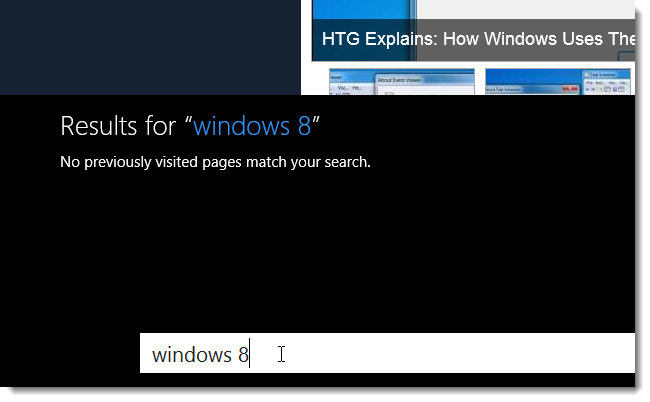 HTG Explains: How Windows Uses The
About Event Viewer
Results for “windows 8”
No previously visited pages match your search.
windows 8